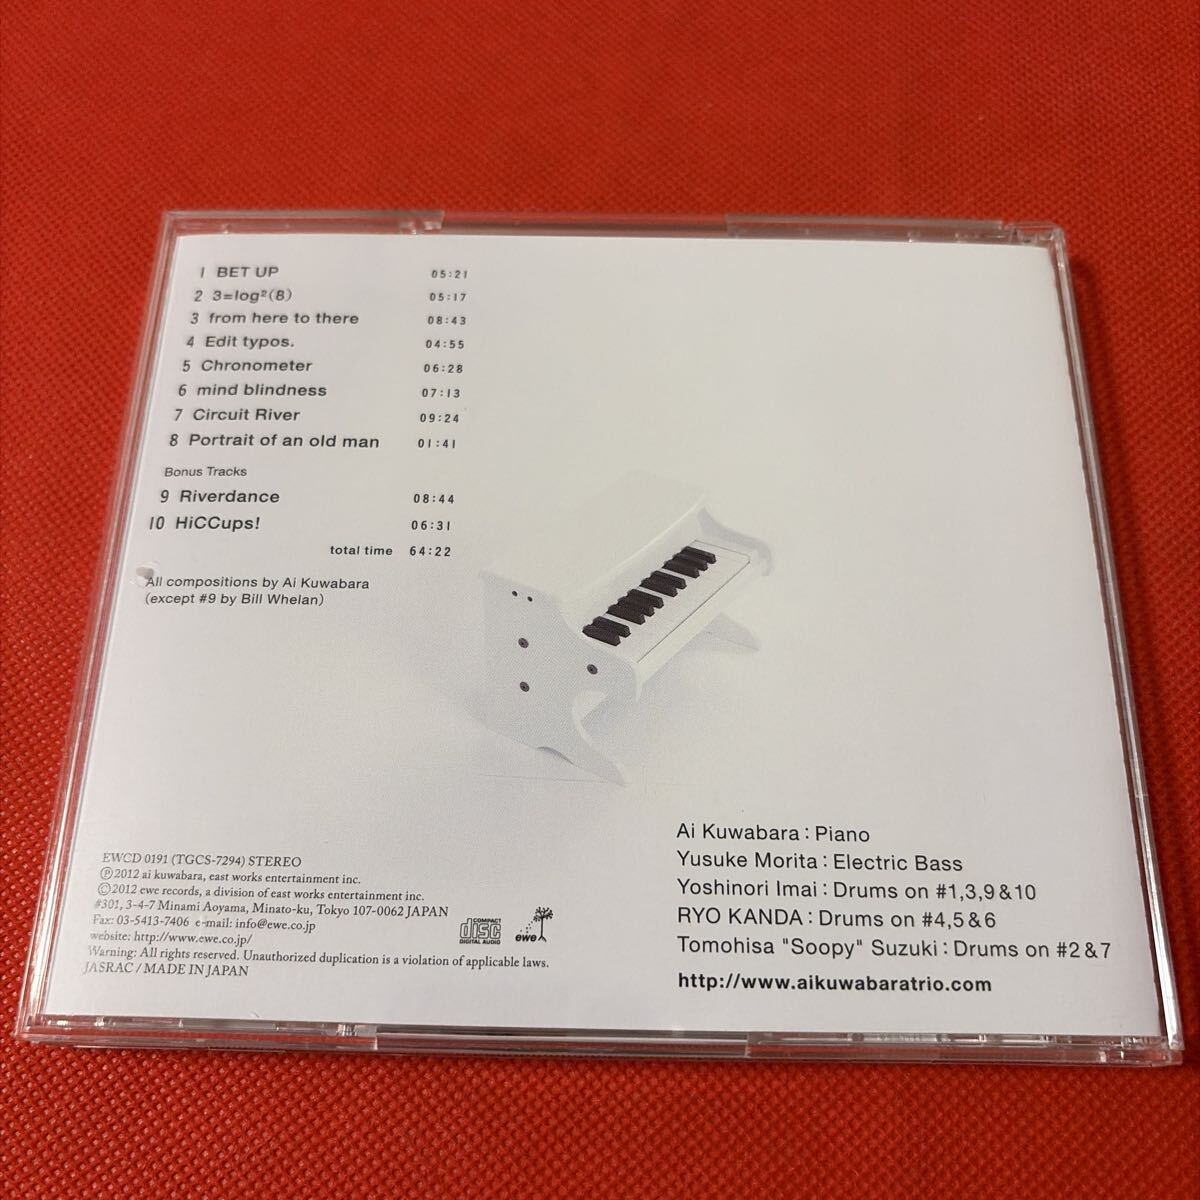 1 BET UP 05:21
2 3=log²(8) 05:17
3 from here to there 08:43
4 Edit typos. 04:55
5 Chronometer 06:28
6 mind blindness 07:13
7 Circuit River 09:24
8 Portrait of an old man 01:41
Bonus Tracks
9 Riverdance 08:44
10 HiCCups! 06:31
total time 64:22
All compositions by Ai Kuwabara
(except #9 by Bill Whelan)
EWCD 0191 (TGCS-7294) STEREO
Ⓟ2012 ai kuwabara, east works entertainment inc.
©2012 ewe records, a division of east works entertainment inc.
#301, 3-4-7 Minami Aoyama, Minato-ku, Tokyo 107-0062 JAPAN
Fax: 03-5413-7406 e-mail: info@ewe.co.jp
website: http://www.ewe.co.jp/
Warning: All rights reserved. Unauthorized duplication is a violation of applicable laws.
JASRAC / MADE IN JAPAN
COMPACT
disc
DIGITAL AUDIO
ewe
Ai Kuwabara : Piano
Yusuke Morita : Electric Bass
Yoshinori Imai : Drums on #1,3,9 & 10
RYO KANDA : Drums on #4,5 & 6
Tomohisa "Soopy" Suzuki : Drums on #2 & 7
http://www.aikuwabaratrio.com